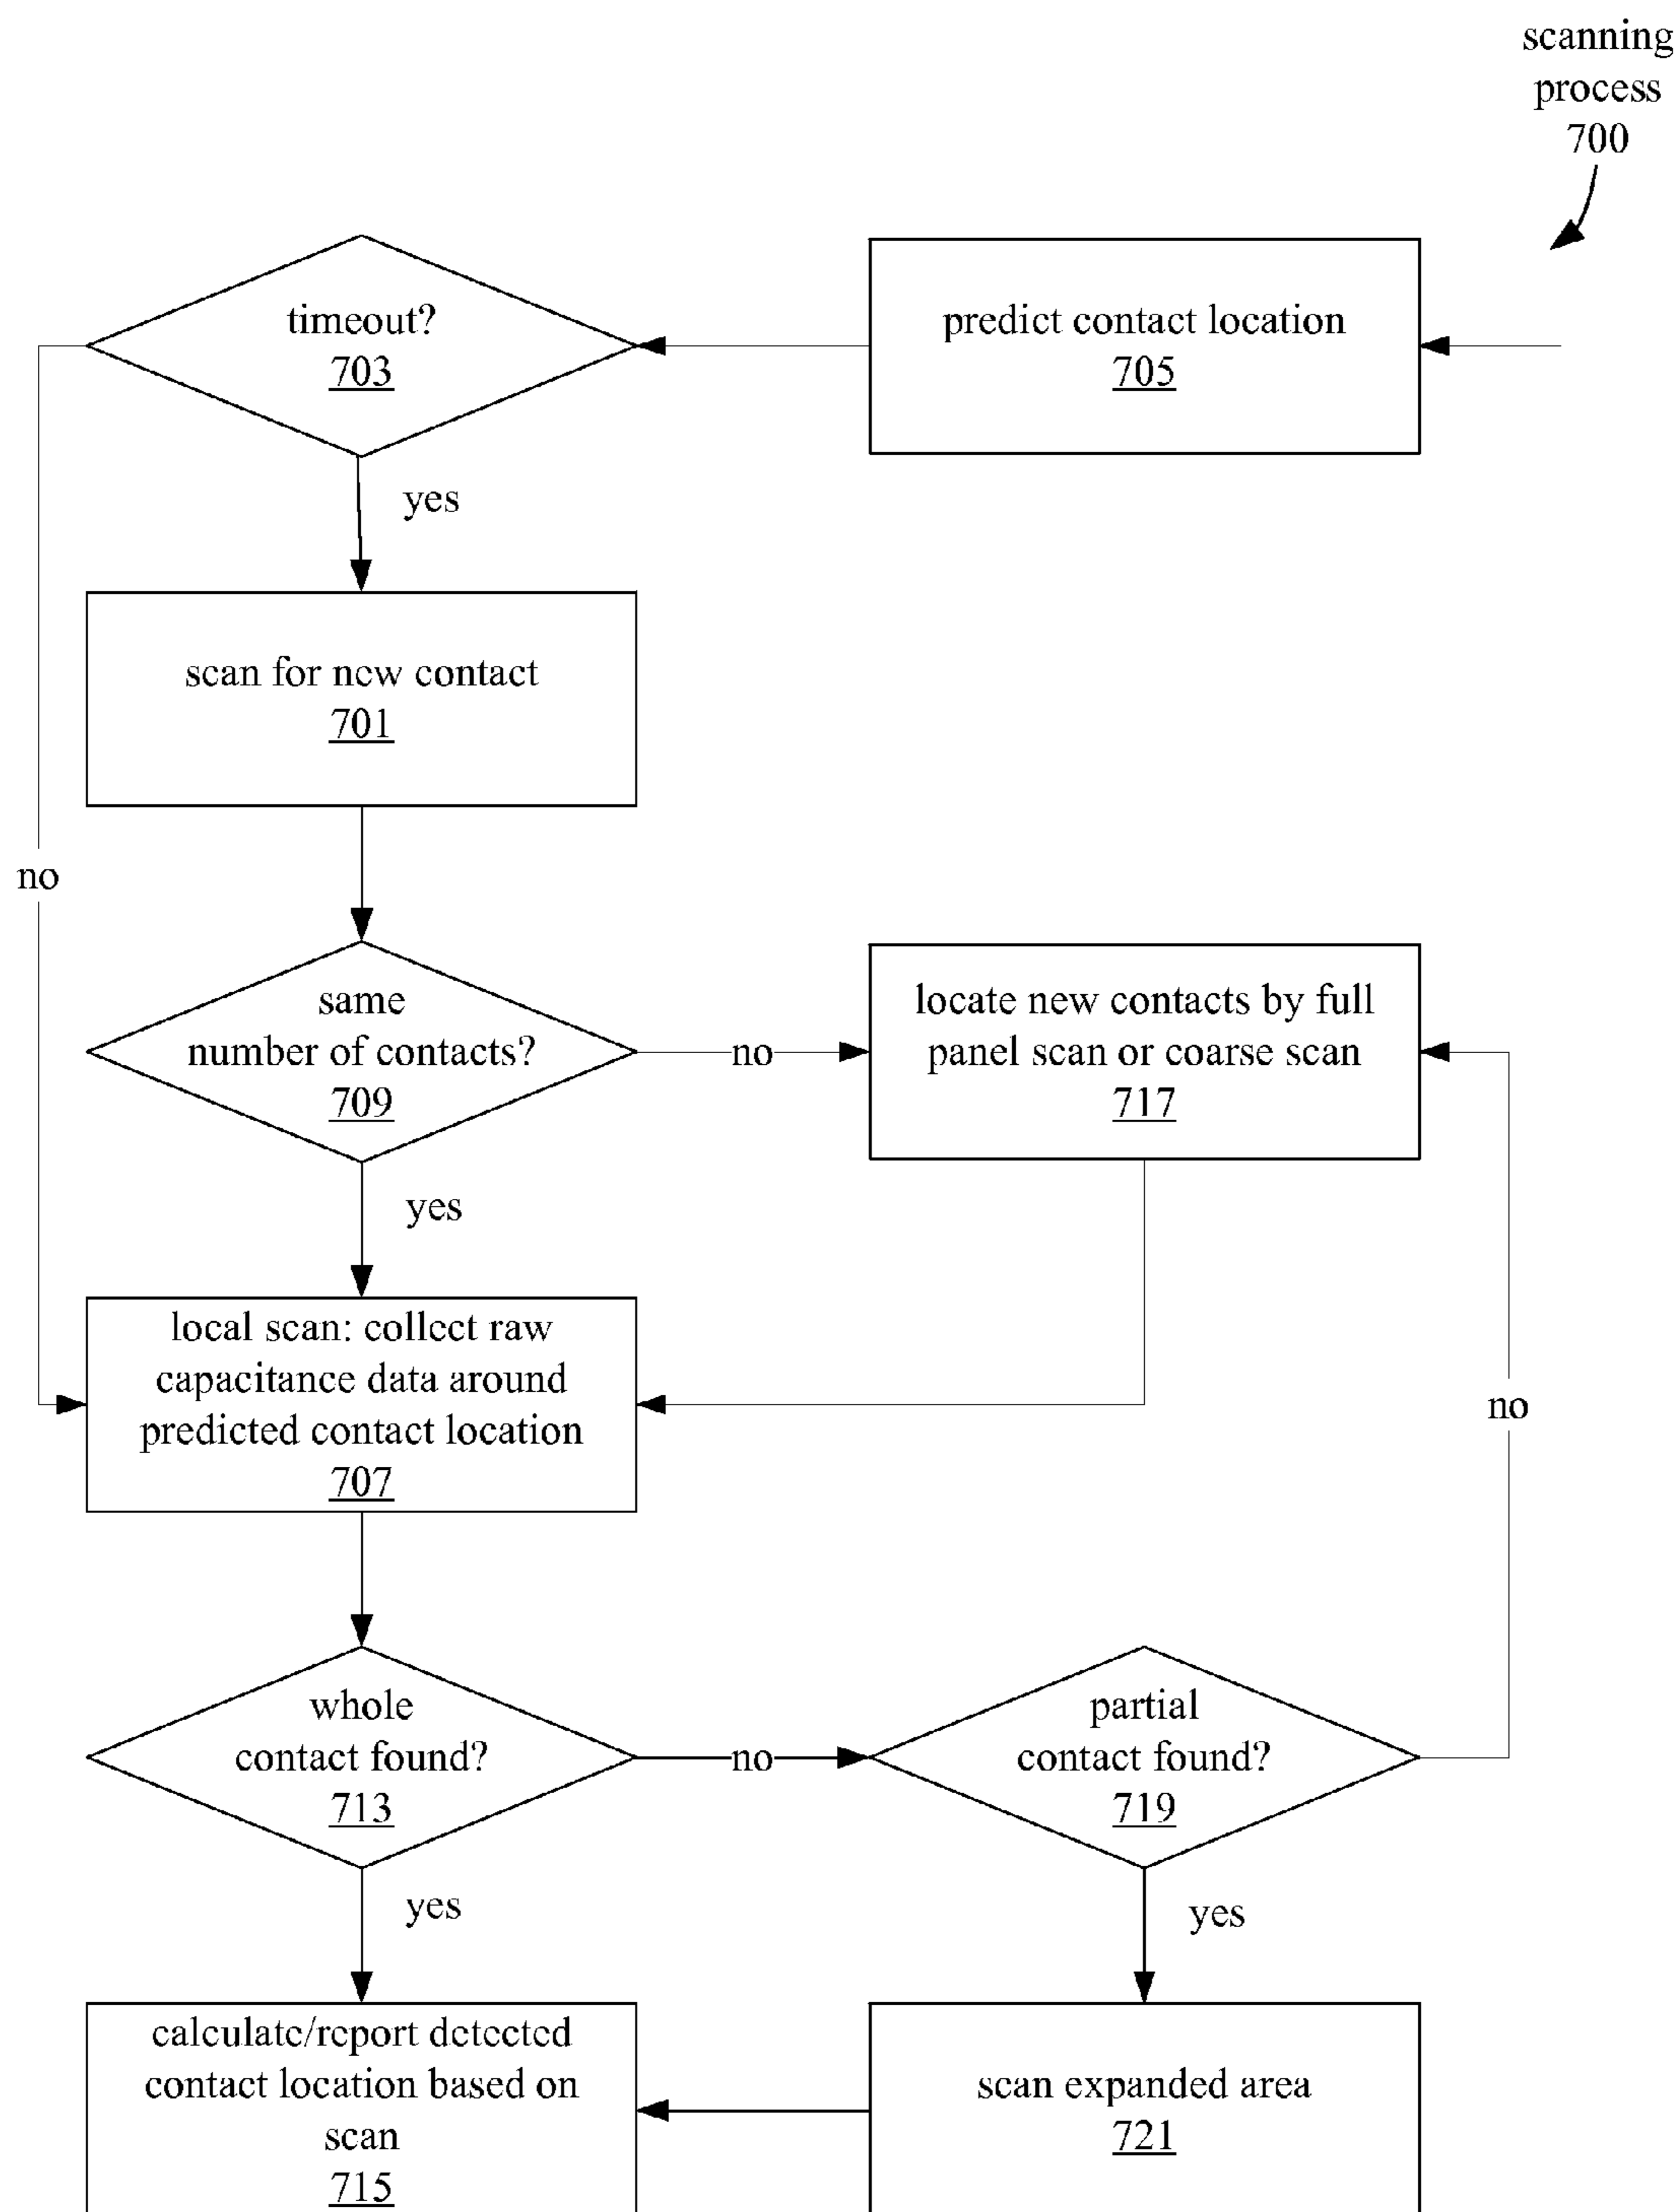 scanning
process
700
timeout?
703
predict contact location
705
yes
scan for new contact
701
no
same
number of contacts?
709
no
locate new contacts by full
panel scan or coarse scan
717
yes
local scan: collect raw
capacitance data around
predicted contact location
707
no
whole
contact found?
713
no
partial
contact found?
719
yes
yes
calculate/report detected
contact location based on
scan
715
scan expanded area
721